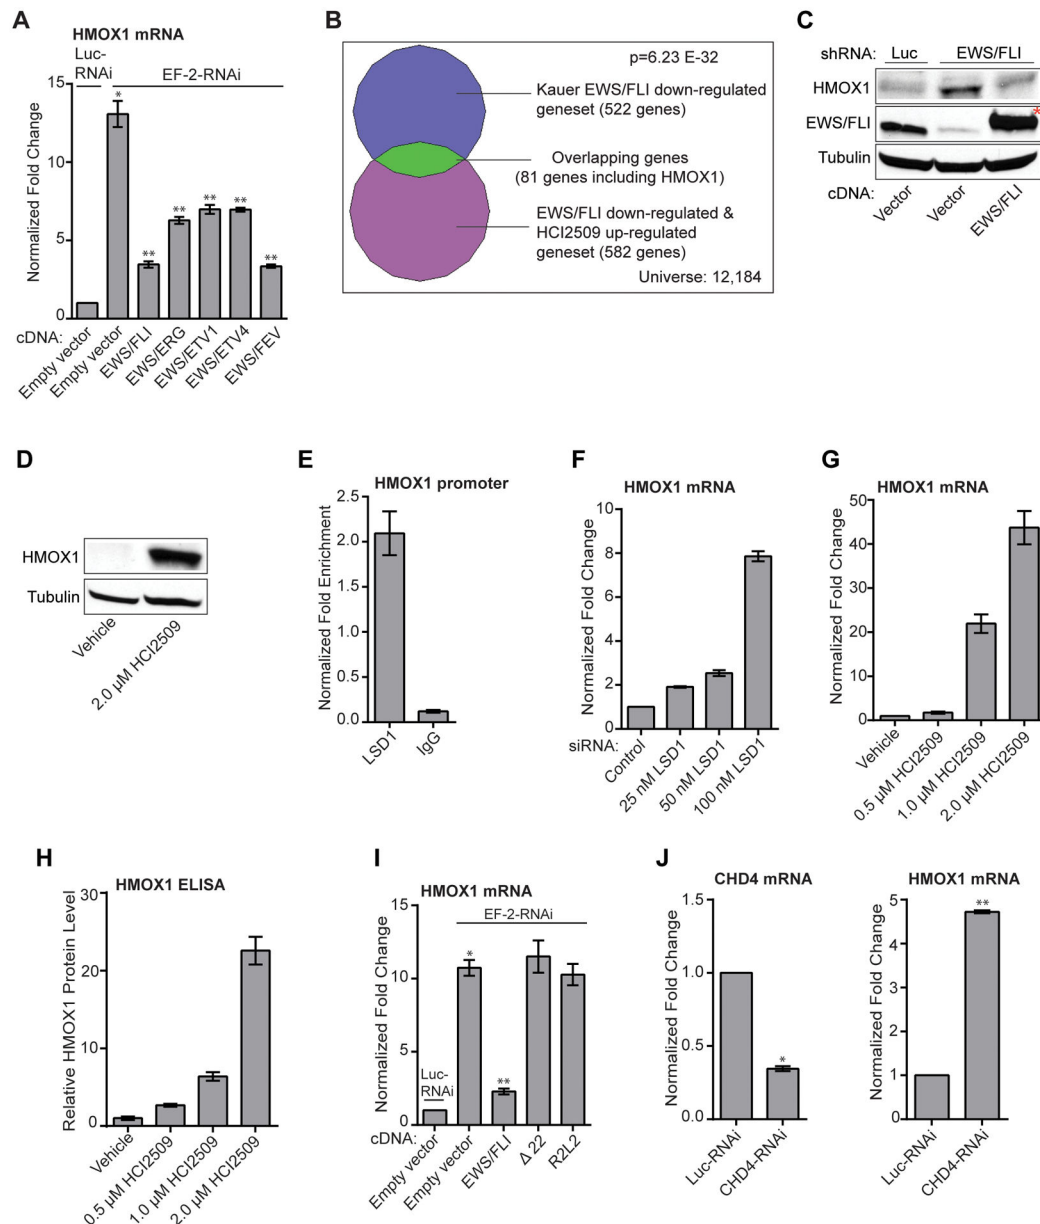 A
HMOX1 mRNA
Luc-
RNAi
EF-2-RNAi
Normalized Fold Change
15
10
5
0
*
**
**
**
**
**
cDNA:
Empty vector
Empty vector
EWS/FLI
EWS/ERG
EWS/ETV1
EWS/ETV4
EWS/FEV
B
p=6.23 E-32
Kauer EWS/FLI down-regulated
geneset (522 genes)
Overlapping genes
(81 genes including HMOX1)
EWS/FLI down-regulated &
HCI2509 up-regulated
geneset (582 genes)
Universe: 12,184
C
shRNA: Luc EWS/FLI
HMOX1
EWS/FLI
*
Tubulin
cDNA:
Vector
Vector
EWS/FLI
D
HMOX1
Tubulin
Vehicle
2.0 µM HCI2509
E
HMOX1 promoter
Normalized Fold Enrichment
2.5
2.0
1.5
1.0
0.5
0.0
LSD1
IgG
F
HMOX1 mRNA
Normalized Fold Change
10
8
6
4
2
0
siRNA:
Control
25 nM LSD1
50 nM LSD1
100 nM LSD1
G
HMOX1 mRNA
Normalized Fold Change
50
40
30
20
10
0
Vehicle
0.5 µM HCI2509
1.0 µM HCI2509
2.0 µM HCI2509
H
HMOX1 ELISA
Relative HMOX1 Protein Level
30
20
10
0
Vehicle
0.5 µM HCI2509
1.0 µM HCI2509
2.0 µM HCI2509
I
HMOX1 mRNA
EF-2-RNAi
Normalized Fold Change
15
10
5
0
Luc-
RNAi
*
**
cDNA:
Empty vector
Empty vector
EWS/FLI
Δ22
R2L2
J
CHD4 mRNA
Normalized Fold Change
1.5
1.0
0.5
0.0
*
Luc-RNAi
CHD4-RNAi
HMOX1 mRNA
Normalized Fold Change
5
4
3
2
1
0
**
Luc-RNAi
CHD4-RNAi